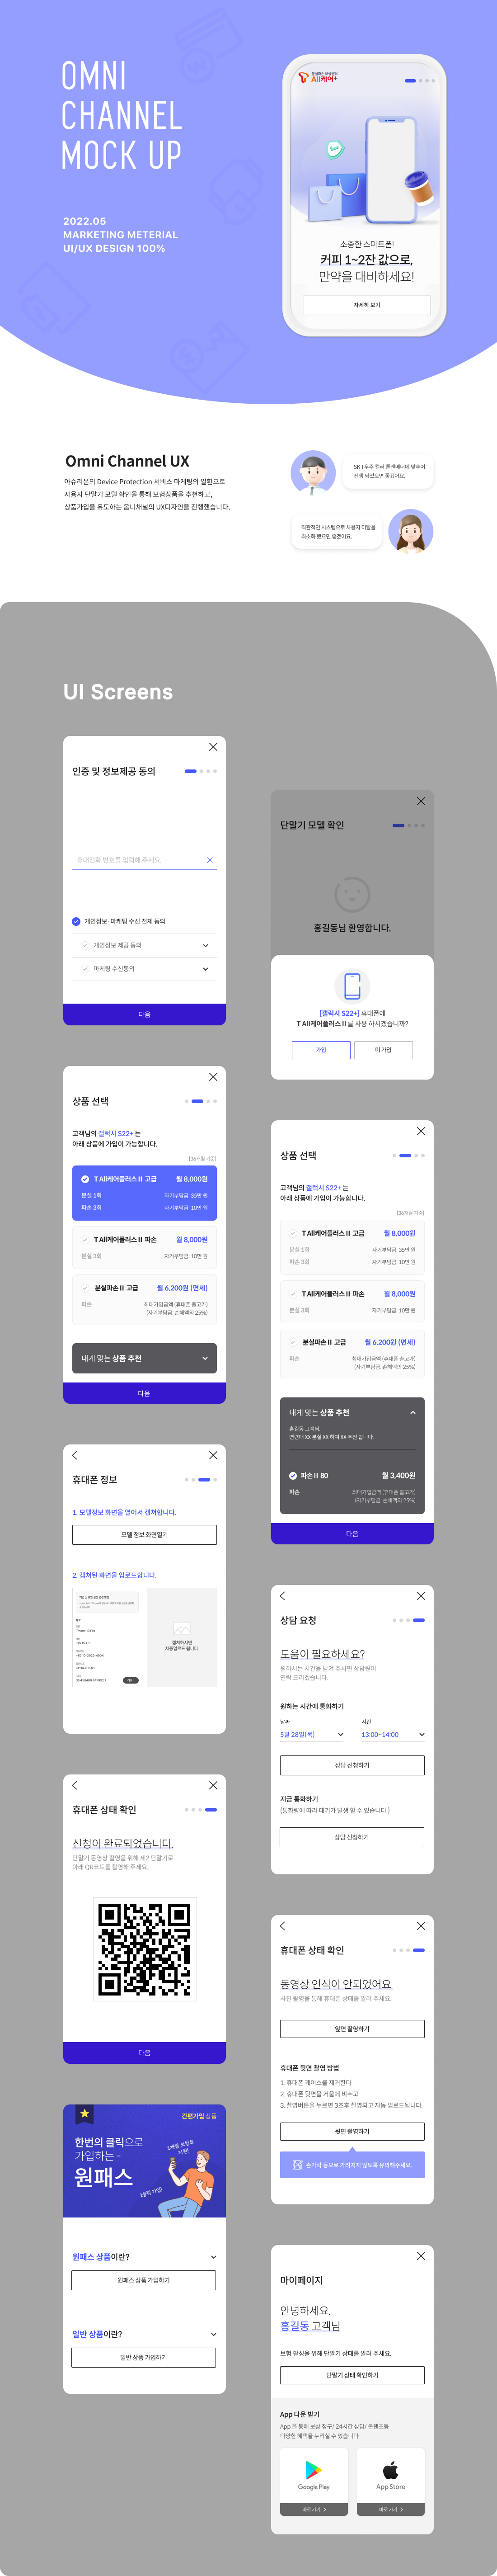 OMNI
CHANNEL
MOCK UP
2022.05
MARKETING METERIAL
UI/UX DESIGN 100%
분실파손 보상센터
All케어+
소중한 스마트폰!
커피 1~2잔 값으로,
만약을 대비하세요!
자세히 보기
Omni Channel UX
아슈리온의 Device Protection 서비스 마케팅의 일환으로
사용자 단말기 모델 확인을 통해 보험상품을 추천하고,
상품가입을 유도하는 옴니채널의 UX디자인을 진행했습니다.
SKT우주 컬러 톤앤매너에 맞추어
진행 되었으면 좋겠어요.
직관적인 시스템으로 사용자 이탈을
최소화 했으면 좋겠어요.
UI Screens
인증 및 정보제공 동의
휴대전화 번호를 입력해 주세요.
개인정보·마케팅 수신 전체 동의
개인정보 제공 동의
마케팅 수신동의
다음
단말기 모델 확인
홍길동님 환영합니다.
[갤럭시 S22+] 휴대폰에
T All케어플러스 II 를 사용 하시겠습니까?
가입
미 가입
상품 선택
고객님의 갤럭시 S22+ 는
아래 상품에 가입이 가능합니다.
[36개월 기준]
T All케어플러스 II 고급 월 8,000원
분실 1회 자기부담금: 35만 원
파손 3회 자기부담금: 10만 원
T All케어플러스 II 파손 월 8,000원
분실 3회 자기부담금: 10만 원
분실파손 II 고급 월 6,200원 (면세)
파손 최대가입금액 (휴대폰 출고가)
(자기부담금: 손해액의 25%)
내게 맞는 상품 추천
다음
상품 선택
고객님의 갤럭시 S22+ 는
아래 상품에 가입이 가능합니다.
[36개월 기준]
T All케어플러스 II 고급 월 8,000원
분실 1회 자기부담금: 35만 원
파손 3회 자기부담금: 10만 원
T All케어플러스 II 파손 월 8,000원
분실 3회 자기부담금: 10만 원
분실파손 II 고급 월 6,200원 (면세)
파손 최대가입금액 (휴대폰 출고가)
(자기부담금: 손해액의 25%)
내게 맞는 상품 추천
홍길동 고객님,
연령대 XX 분실 XX 하여 XX 추천 합니다.
파손 II 80 월 3,400원
파손 최대가입금액 (휴대폰 출고가)
(자기부담금: 손해액의 25%)
다음
휴대폰 정보
1. 모델정보 화면을 열어서 캡쳐합니다.
모델 정보 화면열기
2. 캡쳐된 화면을 업로드합니다.
캡쳐하시면
자동업로드 됩니다.
상담 요청
도움이 필요하세요?
원하시는 시간을 남겨 주시면 상담원이
연락 드리겠습니다.
원하는 시간에 통화하기
날짜 시간
5월 28일(목) 13:00~14:00
상담 신청하기
지금 통화하기
(통화량에 따라 대기가 발생 할 수 있습니다.)
상담 신청하기
휴대폰 상태 확인
신청이 완료되었습니다.
단말기 동영상 촬영을 위해 제2 단말기로
아래 QR코드를 촬영해 주세요.
다음
휴대폰 상태 확인
동영상 인식이 안되었어요.
사진 촬영을 통해 휴대폰 상태를 알려 주세요.
앞면 촬영하기
휴대폰 뒷면 촬영 방법
1. 휴대폰 케이스를 제거한다.
2. 휴대폰 뒷면을 거울에 비추고
3. 촬영버튼을 누르면 3초후 촬영되고 자동 업로드됩니다.
뒷면 촬영하기
손가락 등으로 가려지지 않도록 유의해주세요.
간편가입 상품
한번의 클릭으로
가입하는 -
원패스
1개월 보험료
지원!
1클릭 가입!
원패스 상품이란?
원패스 상품 가입하기
일반 상품이란?
일반 상품 가입하기
마이페이지
안녕하세요.
홍길동 고객님
보험 활성을 위해 단말기 상태를 알려 주세요.
단말기 상태 확인하기
App 다운 받기
App 을 통해 보상 청구/ 24시간 상담/ 콘텐츠등
다양한 혜택을 누리실 수 있습니다.
Google Play
바로 가기 >
App Store
바로 가기 >